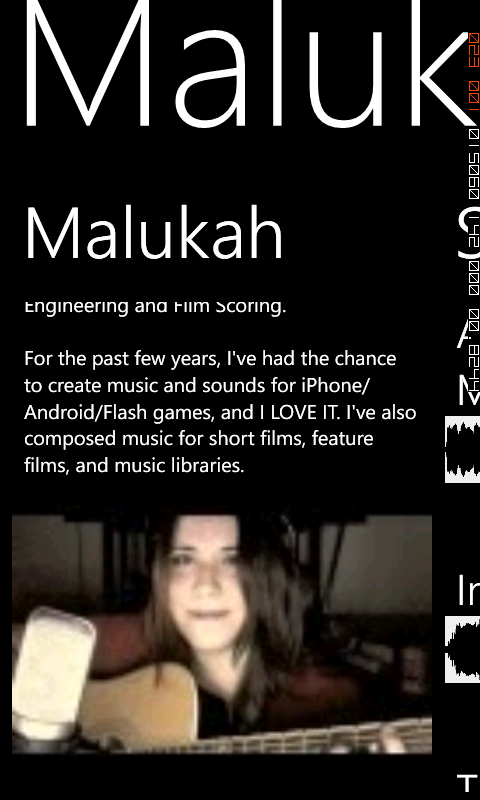 Maluk
Malukah
Engineering and Film Scoring.
For the past few years, I've had the chance
to create music and sounds for iPhone/
Android/Flash games, and I LOVE IT. I've also
composed music for short films, feature
films, and music libraries.
In
T